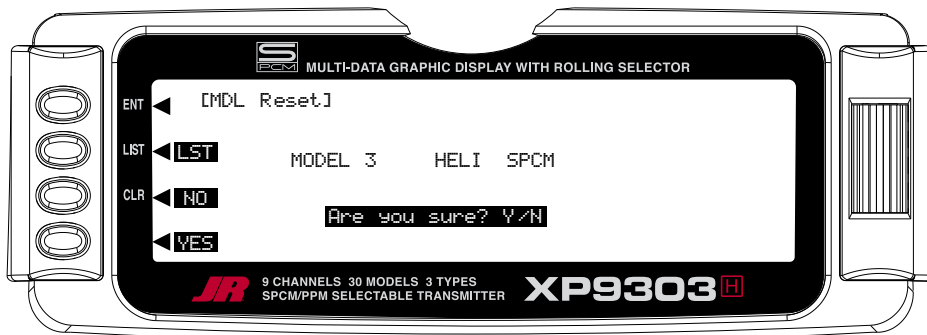 S
PCM
MULTI-DATA GRAPHIC DISPLAY WITH ROLLING SELECTOR
ENT
[MDL Reset]
LIST
LST
MODEL 3 HELI SPCM
CLR
NO
Are you sure? Y/N
YES
JR
9 CHANNELS 30 MODELS 3 TYPES
SPCM/PPM SELECTABLE TRANSMITTER
XP9303 H